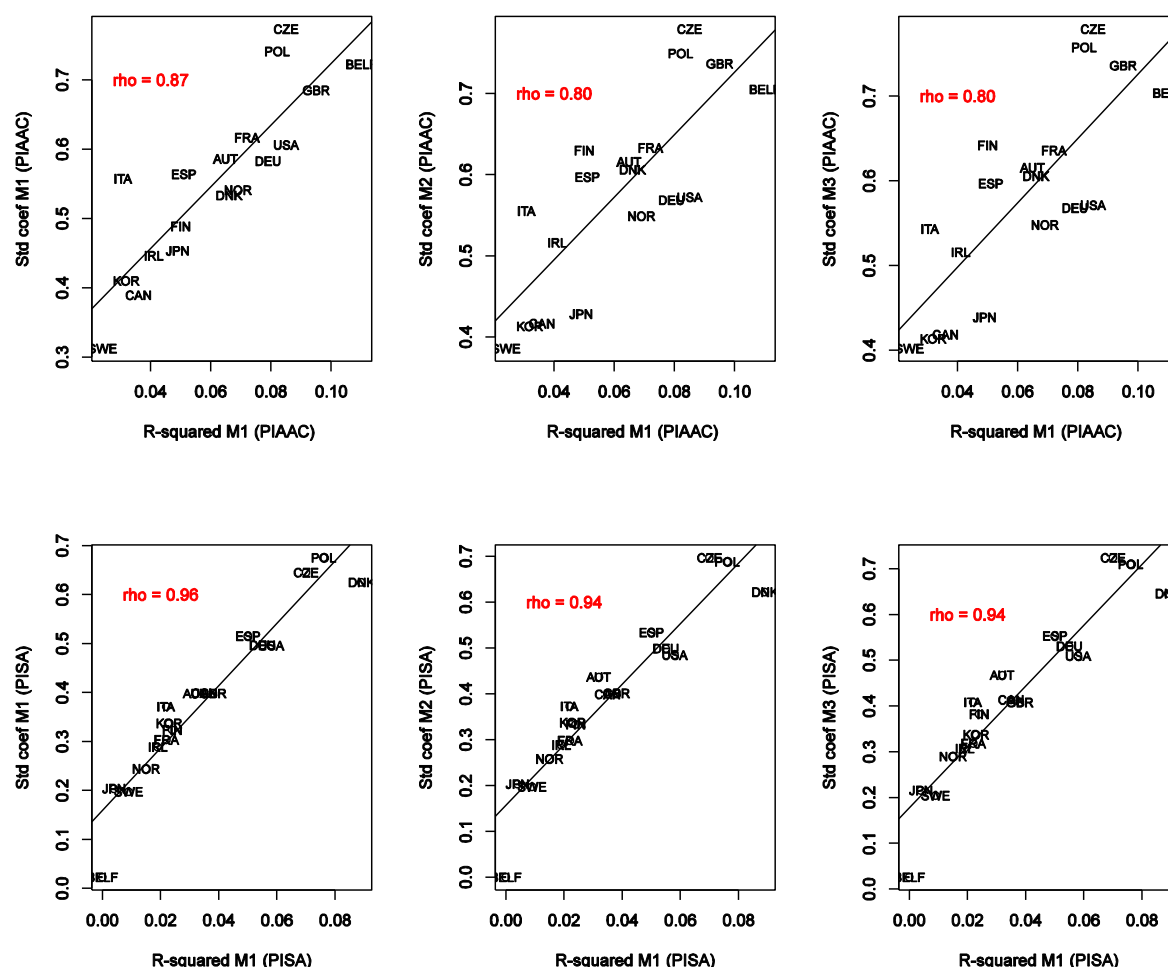 Std coef M1 (PIAAC)
0.7
0.6
0.5
0.4
0.3
rho = 0.87
CZE
POL
BELF
GBR
FRA
USA
AUT
DEU
ITA
ESP
NOR
DNK
FIN
JPN
IRL
KOR
CAN
SWE
0.04 0.06 0.08 0.10
R-squared M1 (PIAAC)
Std coef M2 (PIAAC)
0.7
0.6
0.5
0.4
rho = 0.80
CZE
POL
GBR
BELF
FIN
FRA
AUT
DNK
ESP
DEU
USA
ITA
NOR
IRL
JPN
KOR
CAN
SWE
0.04 0.06 0.08 0.10
R-squared M1 (PIAAC)
Std coef M3 (PIAAC)
0.7
0.6
0.5
0.4
rho = 0.80
CZE
POL
GBR
BE
FIN
FRA
AUT
DNK
ESP
DEU
USA
ITA
NOR
IRL
JPN
KOR
CAN
SWE
0.04 0.06 0.08 0.10
R-squared M1 (PIAAC)
Std coef M1 (PISA)
0.7
0.6
0.5
0.4
0.3
0.2
0.1
0.0
rho = 0.96
POL
CZE
DNK
ESP
DEU
USA
AUT
CAN
GBR
ITA
KOR
FIN
FRA
IRL
NOR
JPN
SWE
BELF
0.00 0.02 0.04 0.06 0.08
R-squared M1 (PISA)
Std coef M2 (PISA)
0.7
0.6
0.5
0.4
0.3
0.2
0.1
0.0
rho = 0.94
CZE
POL
DNK
ESP
DEU
USA
AUT
CAN
GBR
ITA
KOR
FIN
FRA
IRL
NOR
JPN
SWE
BELF
0.00 0.02 0.04 0.06 0.08
R-squared M1 (PISA)
Std coef M3 (PISA)
0.7
0.6
0.5
0.4
0.3
0.2
0.1
0.0
rho = 0.94
CZE
POL
DN
ESP
DEU
USA
AUT
CAN
GBR
ITA
FIN
KOR
FRA
IRL
NOR
JPN
SWE
BELF
0.00 0.02 0.04 0.06 0.08
R-squared M1 (PISA)